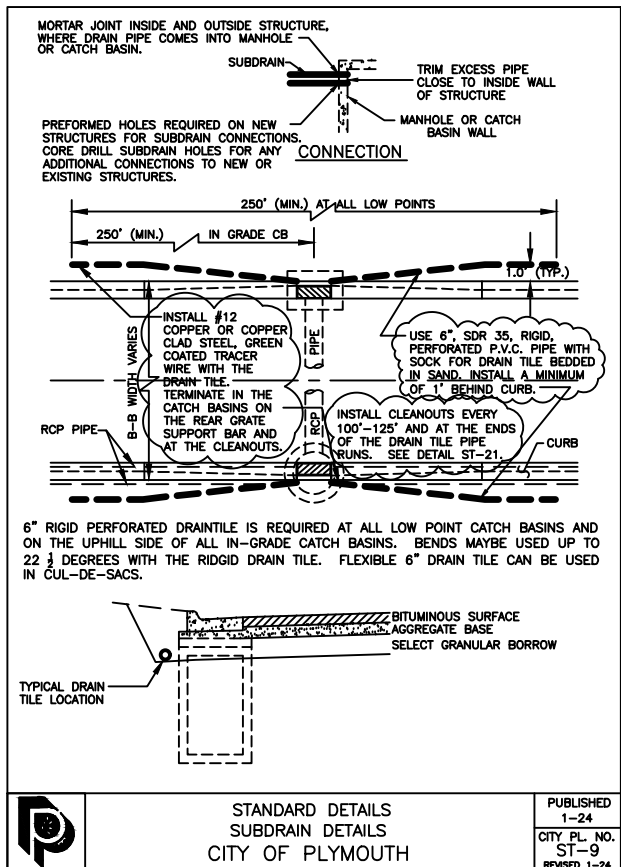 MORTAR JOINT INSIDE AND OUTSIDE STRUCTURE,
WHERE DRAIN PIPE COMES INTO MANHOLE
OR CATCH BASIN.
SUBDRAIN
TRIM EXCESS PIPE
CLOSE TO INSIDE WALL
OF STRUCTURE
MANHOLE OR CATCH
BASIN WALL
PREFORMED HOLES REQUIRED ON NEW
STRUCTURES FOR SUBDRAIN CONNECTIONS.
CORE DRILL SUBDRAIN HOLES FOR ANY
ADDITIONAL CONNECTIONS TO NEW OR
EXISTING STRUCTURES.
CONNECTION
250' (MIN.) AT ALL LOW POINTS
250' (MIN.) IN GRADE CB
1.0' (TYP.)
INSTALL #12
COPPER OR COPPER
CLAD STEEL, GREEN
COATED TRACER
WIRE WITH THE
DRAIN TILE.
TERMINATE IN THE
CATCH BASINS ON
THE REAR GRATE
SUPPORT BAR AND
AT THE CLEANOUTS.
B-B WIDTH VARIES
RCP PIPE
USE 6", SDR 35, RIGID,
PERFORATED P.V.C. PIPE WITH
SOCK FOR DRAIN TILE BEDDED
IN SAND. INSTALL A MINIMUM
OF 1' BEHIND CURB.
INSTALL CLEANOUTS EVERY
100'-125' AND AT THE ENDS
OF THE DRAIN TILE PIPE
RUNS. SEE DETAIL ST-21.
RCP PIPE
CURB
6" RIGID PERFORATED DRAINTILE IS REQUIRED AT ALL LOW POINT CATCH BASINS AND
ON THE UPHILL SIDE OF ALL IN-GRADE CATCH BASINS. BENDS MAYBE USED UP TO
22 ½ DEGREES WITH THE RIDGID DRAIN TILE. FLEXIBLE 6" DRAIN TILE CAN BE USED
IN CUL-DE-SACS.
BITUMINOUS SURFACE
AGGREGATE BASE
SELECT GRANULAR BORROW
TYPICAL DRAIN
TILE LOCATION
STANDARD DETAILS
SUBDRAIN DETAILS
CITY OF PLYMOUTH
PUBLISHED
1-24
CITY PL. NO.
ST-9
REVISED 1-24